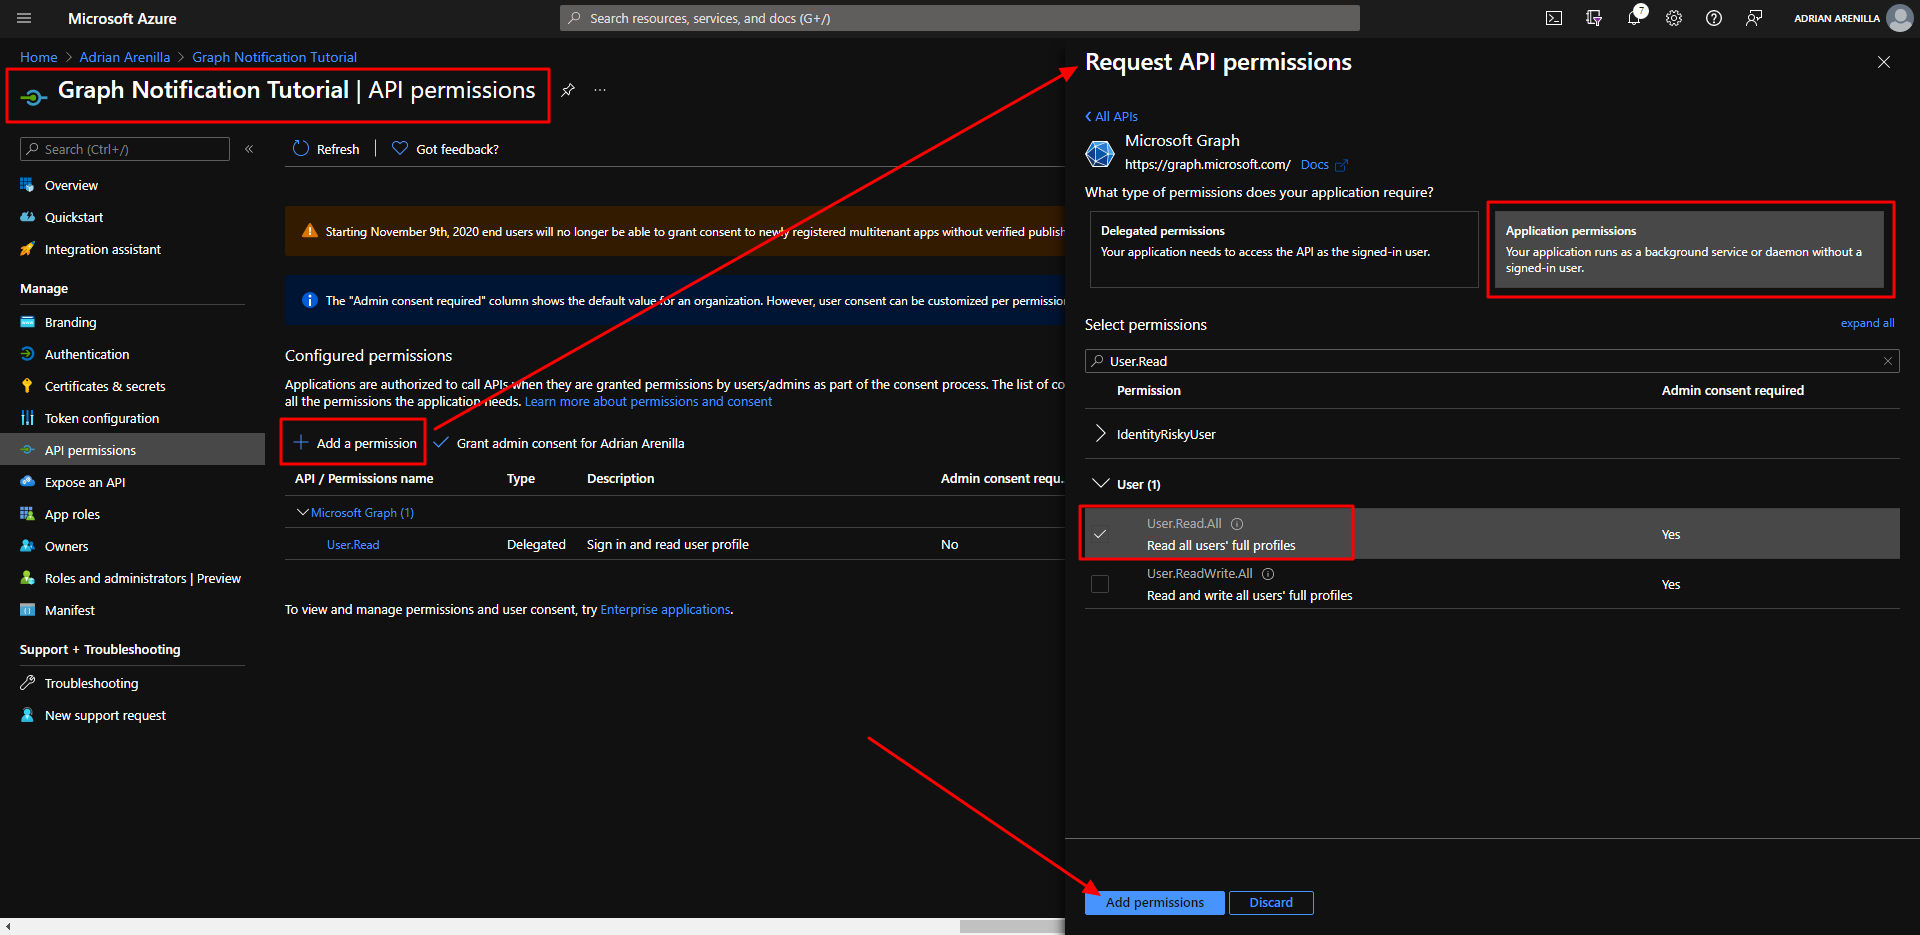 Microsoft Azure
Search resources, services, and docs (G+/)
7
ADRIAN ARENILLA
Home > Adrian Arenilla > Graph Notification Tutorial
Graph Notification Tutorial | API permissions
Search (Ctrl+/)
Overview
Quickstart
Integration assistant
Manage
Branding
Authentication
Certificates & secrets
Token configuration
API permissions
Expose an API
App roles
Owners
Roles and administrators | Preview
Manifest
Support + Troubleshooting
Troubleshooting
New support request
Refresh
Got feedback?
Starting November 9th, 2020 end users will no longer be able to grant consent to newly registered multitenant apps without verified publish
The "Admin consent required" column shows the default value for an organization. However, user consent can be customized per permissio
Configured permissions
Applications are authorized to call APIs when they are granted permissions by users/admins as part of the consent process. The list of co
all the permissions the application needs. Learn more about permissions and consent
Add a permission
Grant admin consent for Adrian Arenilla
API / Permissions name Type Description Admin consent requ...
Microsoft Graph (1)
User.Read Delegated Sign in and read user profile No
To view and manage permissions and user consent, try Enterprise applications.
Request API permissions
All APIs
Microsoft Graph
https://graph.microsoft.com/ Docs
What type of permissions does your application require?
Delegated permissions
Your application needs to access the API as the signed-in user.
Application permissions
Your application runs as a background service or daemon without a
signed-in user.
Select permissions
expand all
User.Read
Permission Admin consent required
IdentityRiskyUser
User (1)
User.Read.All
Read all users' full profiles
Yes
User.ReadWrite.All
Read and write all users' full profiles
Yes
Add permissions
Discard